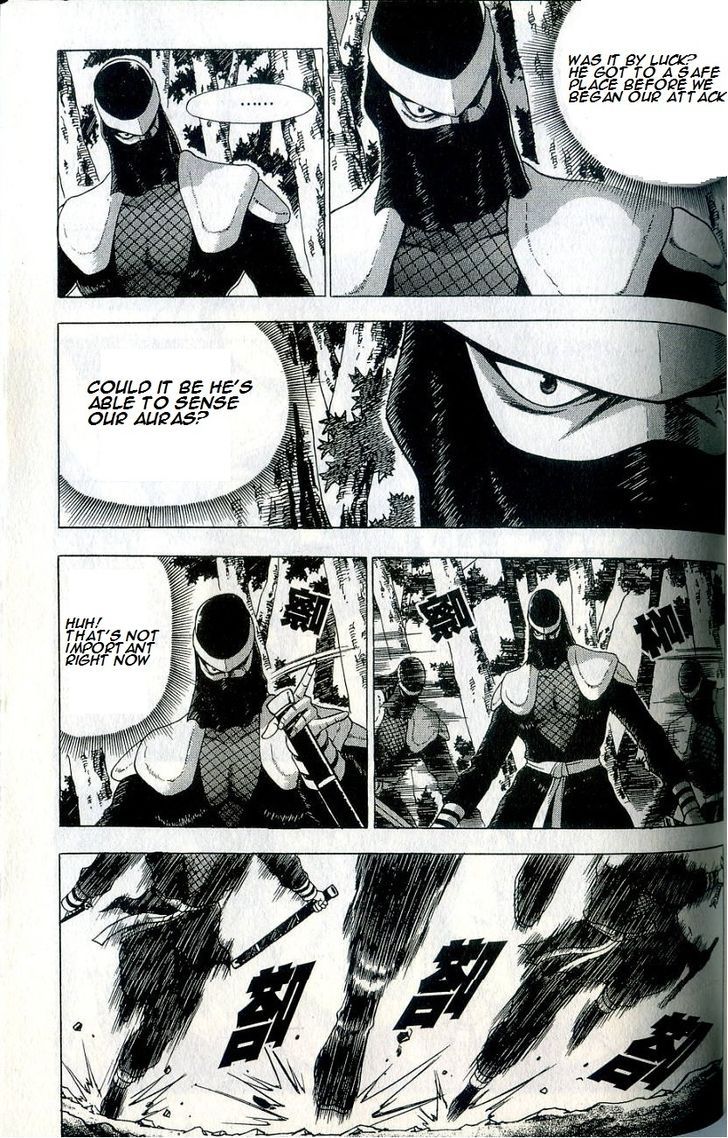 WAS IT BY LUCK?
HE GOT TO A SAFE
PLACE BEFORE WE
BEGAN OUR ATTACK
......
COULD IT BE HE'S
ABLE TO SENSE
OUR AURAS?
HUH!
THAT'S NOT
IMPORTANT
RIGHT NOW